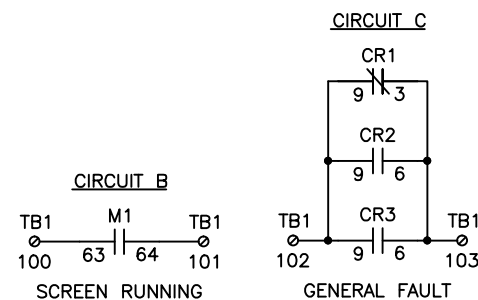 CIRCUIT C
CR1
9 3
CR2
9 6
CIRCUIT B
TB1 M1 TB1
63 64
100 101
SCREEN RUNNING
TB1 CR3 TB1
9 6
102 103
GENERAL FAULT